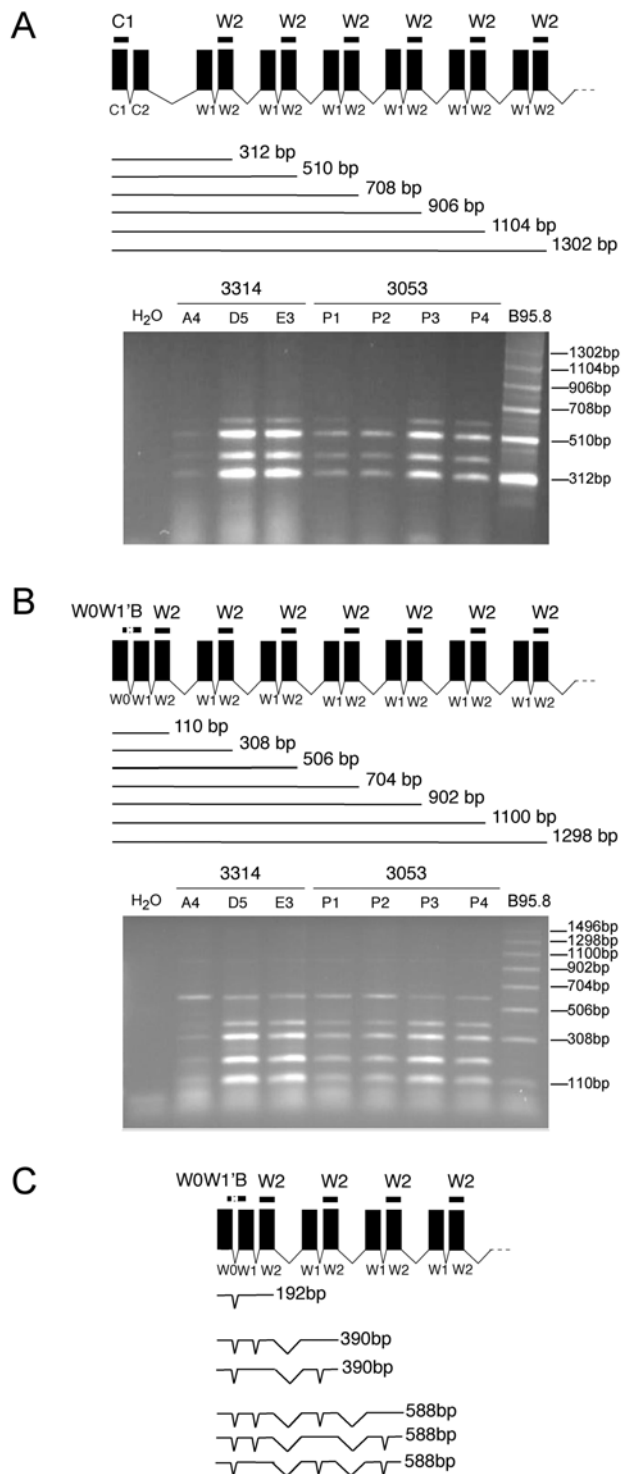 A
C1 W2 W2 W2 W2 W2 W2
C1 C2 W1 W2 W1 W2 W1 W2 W1 W2 W1 W2 W1 W2
312 bp
510 bp
708 bp
906 bp
1104 bp
1302 bp
3314 3053
H2O A4 D5 E3 P1 P2 P3 P4 B95.8
1302bp
1104bp
906bp
708bp
510bp
312bp
B
W0W1'B W2 W2 W2 W2 W2 W2 W2
W0 W1 W2 W1 W2 W1 W2 W1 W2 W1 W2 W1 W2 W1 W2
110 bp
308 bp
506 bp
704 bp
902 bp
1100 bp
1298 bp
3314 3053
H2O A4 D5 E3 P1 P2 P3 P4 B95.8
1496bp
1298bp
1100bp
902bp
704bp
506bp
308bp
110bp
C
W0W1'B W2 W2 W2 W2
W0 W1 W2 W1 W2 W1 W2 W1 W2
192bp
390bp
390bp
588bp
588bp
588bp